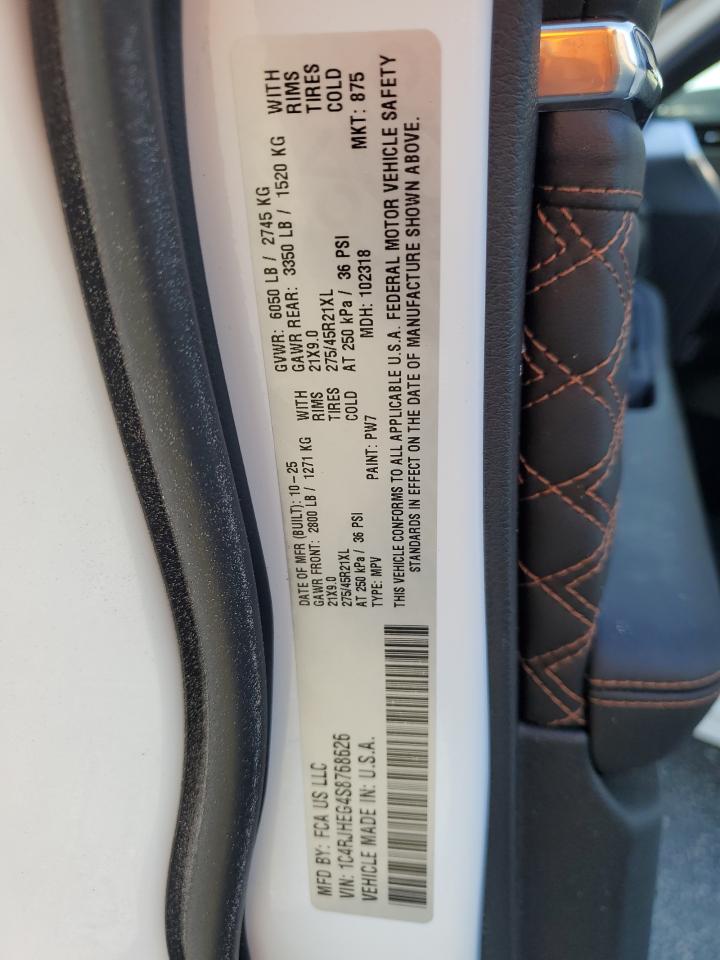 MFD BY: FCA US LLC
VIN: 1C4RJHEG4S8768626
VEHICLE MADE IN: U.S.A.
DATE OF MFR (BUILT): 10-25
GAWR FRONT: 2800 LB / 1271 KG WITH
21X9.0 RIMS
275/45R21XL TIRES
AT 250 kPa / 36 PSI COLD
TYPE: MPV PAINT: PW7
GVWR: 6050 LB / 2745 KG
GAWR REAR: 3350 LB / 1520 KG WITH
21X9.0 RIMS
275/45R21XL TIRES
AT 250 kPa / 36 PSI COLD
MDH: 102318 MKT: 875
THIS VEHICLE CONFORMS TO ALL APPLICABLE U.S.A. FEDERAL MOTOR VEHICLE SAFETY
STANDARDS IN EFFECT ON THE DATE OF MANUFACTURE SHOWN ABOVE.